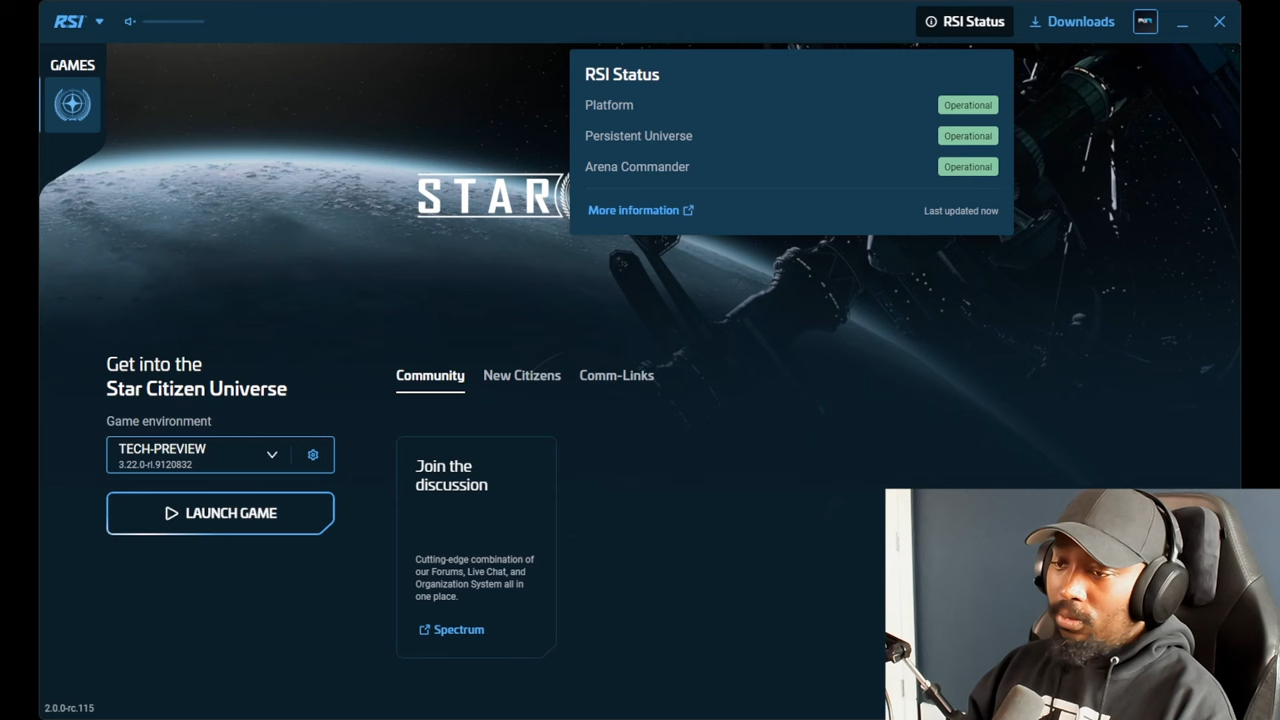 RSI
RSI Status
Downloads
GAMES
RSI Status
Platform
Operational
Persistent Universe
Operational
Arena Commander
Operational
More information
Last updated now
STAR
Get into the
Star Citizen Universe
Game environment
TECH-PREVIEW
3.22.0-rl.9120832
LAUNCH GAME
Community
New Citizens
Comm-Links
Join the
discussion
Cutting-edge combination of
our Forums, Live Chat, and
Organization System all in
one place.
Spectrum
2.0.0-rc.115